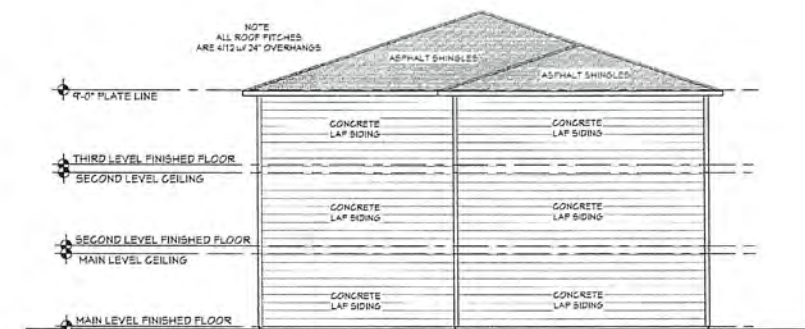 NOTE
ALL ROOF PITCHES
ARE 4/12 W/ 24" OVERHANGS
ASPHALT SHINGLES
ASPHALT SHINGLES
9'-0" PLATE LINE
CONCRETE
LAP SIDING
CONCRETE
LAP SIDING
THIRD LEVEL FINISHED FLOOR
SECOND LEVEL CEILING
CONCRETE
LAP SIDING
CONCRETE
LAP SIDING
SECOND LEVEL FINISHED FLOOR
MAIN LEVEL CEILING
CONCRETE
LAP SIDING
CONCRETE
LAP SIDING
MAIN LEVEL FINISHED FLOOR